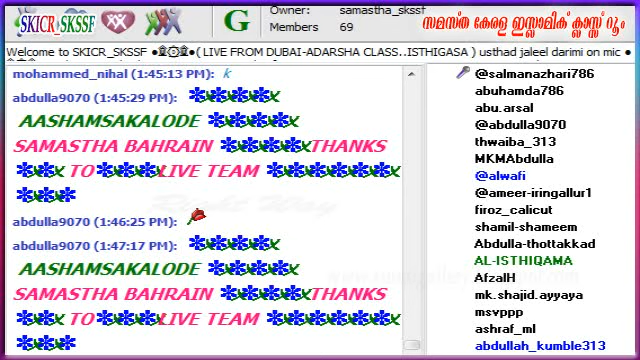 SKICR_SKSSF
G
Owner: samastha_skssf
Members 69
സമസ്ത കേരള ഇസ്ലാമിക് ക്ലാസ്സ് റൂം
Welcome to SKICR_SKSSF ( LIVE FROM DUBAI-ADARSHA CLASS..ISTHIGASA ) usthad jaleel darimi on mic
mohammed_nihal (1:45:13 PM): k
abdulla9070 (1:45:29 PM):
AASHAMSAKALODE
SAMASTHA BAHRAIN THANKS
TO LIVE TEAM
abdulla9070 (1:46:25 PM):
Right Way
abdulla9070 (1:47:17 PM):
AASHAMSAKALODE
SAMASTHA BAHRAIN THANKS
TO LIVE TEAM
@salmanazhari786
abuhamda786
abu.arsal
@abdulla9070
thwaiba_313
MKMAbdulla
@alwafi
@ameer-iringallur1
firoz_calicut
shamil-shameem
Abdulla-thottakkad
AL-ISTHIQAMA
AfzalH
mk.shajid.ayyaya
msvppp
ashraf_ml
abdullah_kumble313